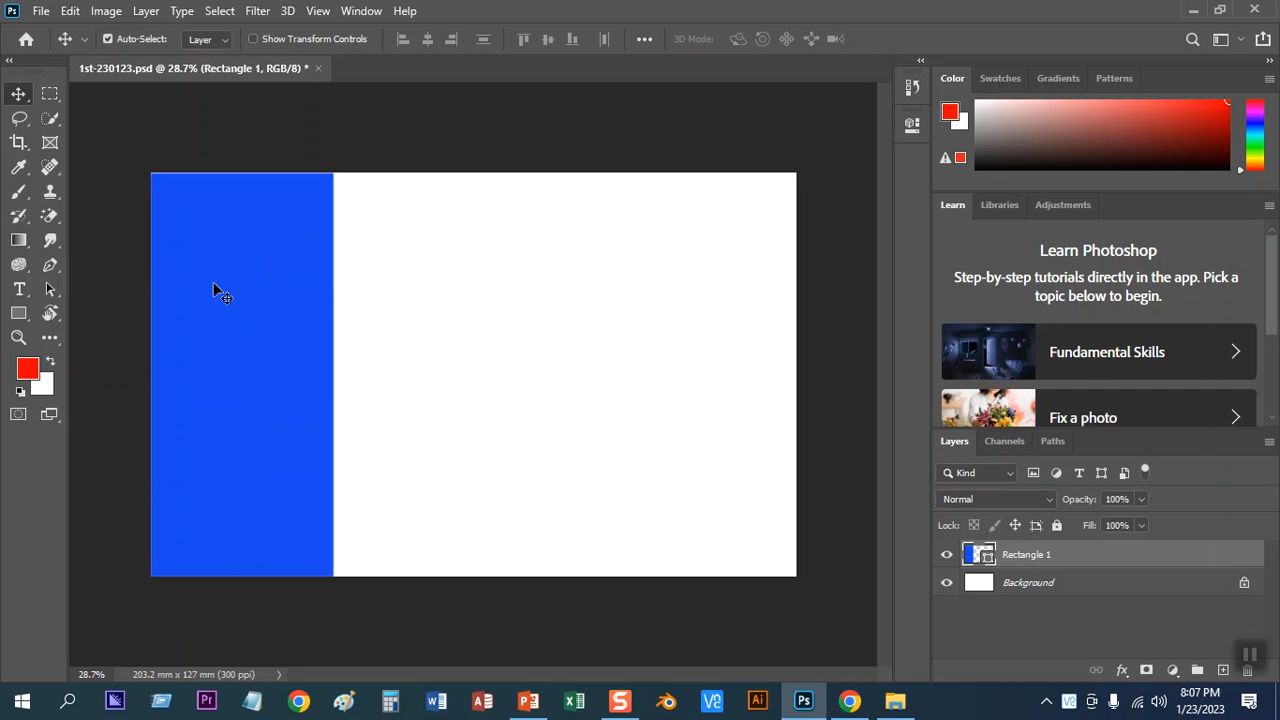 Ps File Edit Image Layer Type Select Filter 3D View Window Help
Auto-Select: Layer Show Transform Controls 3D Mode:
1st-230123.psd @ 28.7% (Rectangle 1, RGB/8) *
Color Swatches Gradients Patterns
Learn Libraries Adjustments
Learn Photoshop
Step-by-step tutorials directly in the app. Pick a
topic below to begin.
Fundamental Skills
Fix a photo
Layers Channels Paths
Kind
Normal Opacity: 100%
Lock: Fill: 100%
Rectangle 1
Background
28.7% 203.2 mm x 127 mm (300 ppi)
Pr W A P X S Ai Ps
8:07 PM
1/23/2023